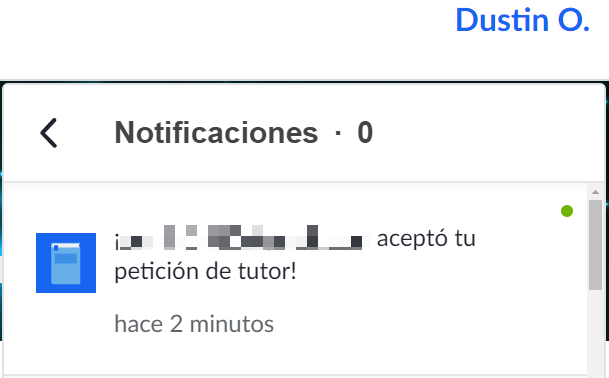 Dustin O.
Notificaciones · 0
¡ aceptó tu
petición de tutor!
hace 2 minutos